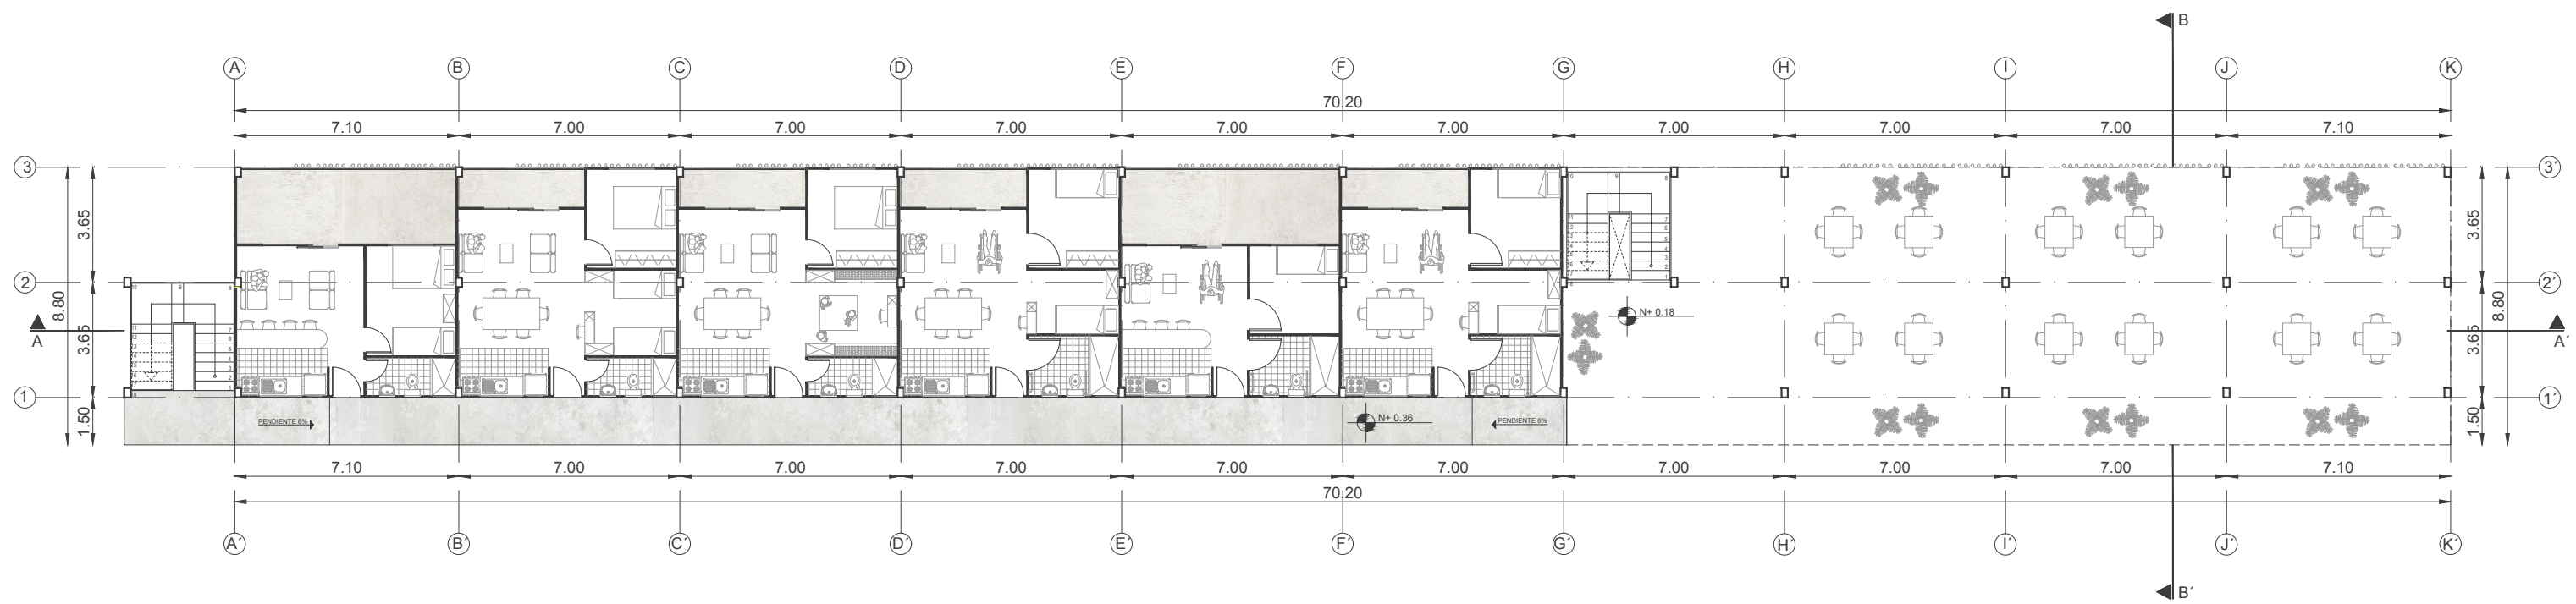 B
A B C D E F G H I J K
70.20
7.10 7.00 7.00 7.00 7.00 7.00 7.00 7.00 7.00 7.10
3 3´
3.65 3.65
2 2´
8.80 8.80
N+ 0.18
A A´
3.65 3.65
1 1´
1.50 1.50
PENDIENTE 6% N+ 0.36 PENDIENTE 6%
7.10 7.00 7.00 7.00 7.00 7.00 7.00 7.00 7.00 7.10
70.20
A´ B´ C´ D´ E´ F´ G´ H´ I´ J´ K´
B´